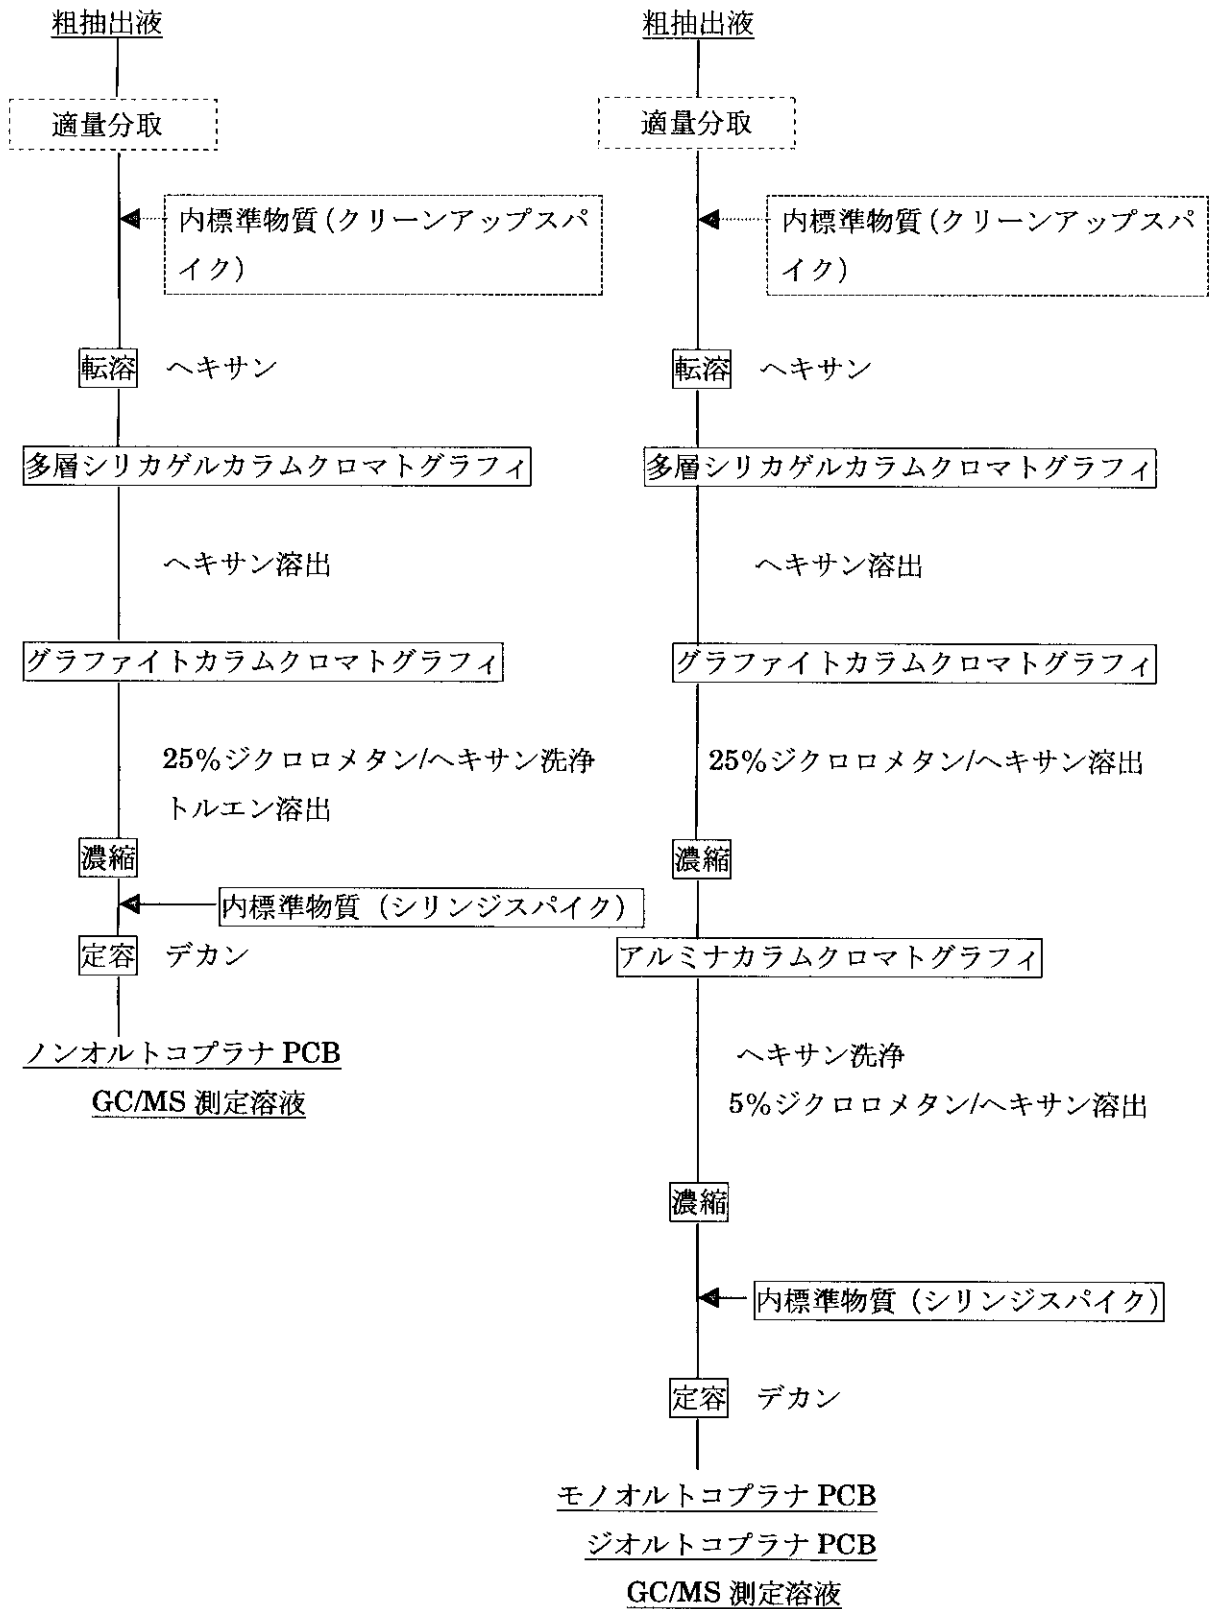 粗抽出液
適量分取
内標準物質(クリーンアップスパ
イク)
転溶 ヘキサン
多層シリカゲルカラムクロマトグラフィ
ヘキサン溶出
グラファイトカラムクロマトグラフィ
25%ジクロロメタン/ヘキサン洗浄
トルエン溶出
濃縮
内標準物質(シリンジスパイク)
定容 デカン
ノンオルトコプラナ PCB
GC/MS 測定溶液
粗抽出液
適量分取
内標準物質(クリーンアップスパ
イク)
転溶 ヘキサン
多層シリカゲルカラムクロマトグラフィ
ヘキサン溶出
グラファイトカラムクロマトグラフィ
25%ジクロロメタン/ヘキサン溶出
濃縮
アルミナカラムクロマトグラフィ
ヘキサン洗浄
5%ジクロロメタン/ヘキサン溶出
濃縮
内標準物質(シリンジスパイク)
定容 デカン
モノオルトコプラナ PCB
ジオルトコプラナ PCB
GC/MS 測定溶液